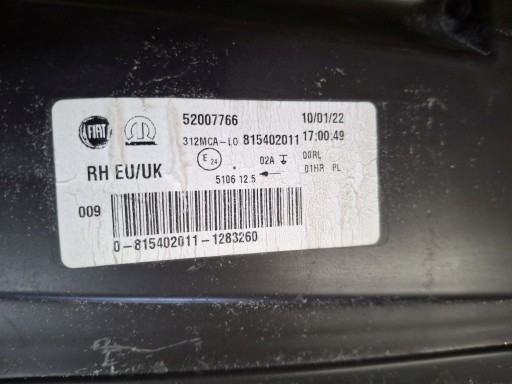 FIAT
52007766 10/01/22
312MCA-LO 815402011 17:00:49
E 24 02A 00RL
RH EU/UK 5106 12.5 01HR PL
009
0-815402011-1283260